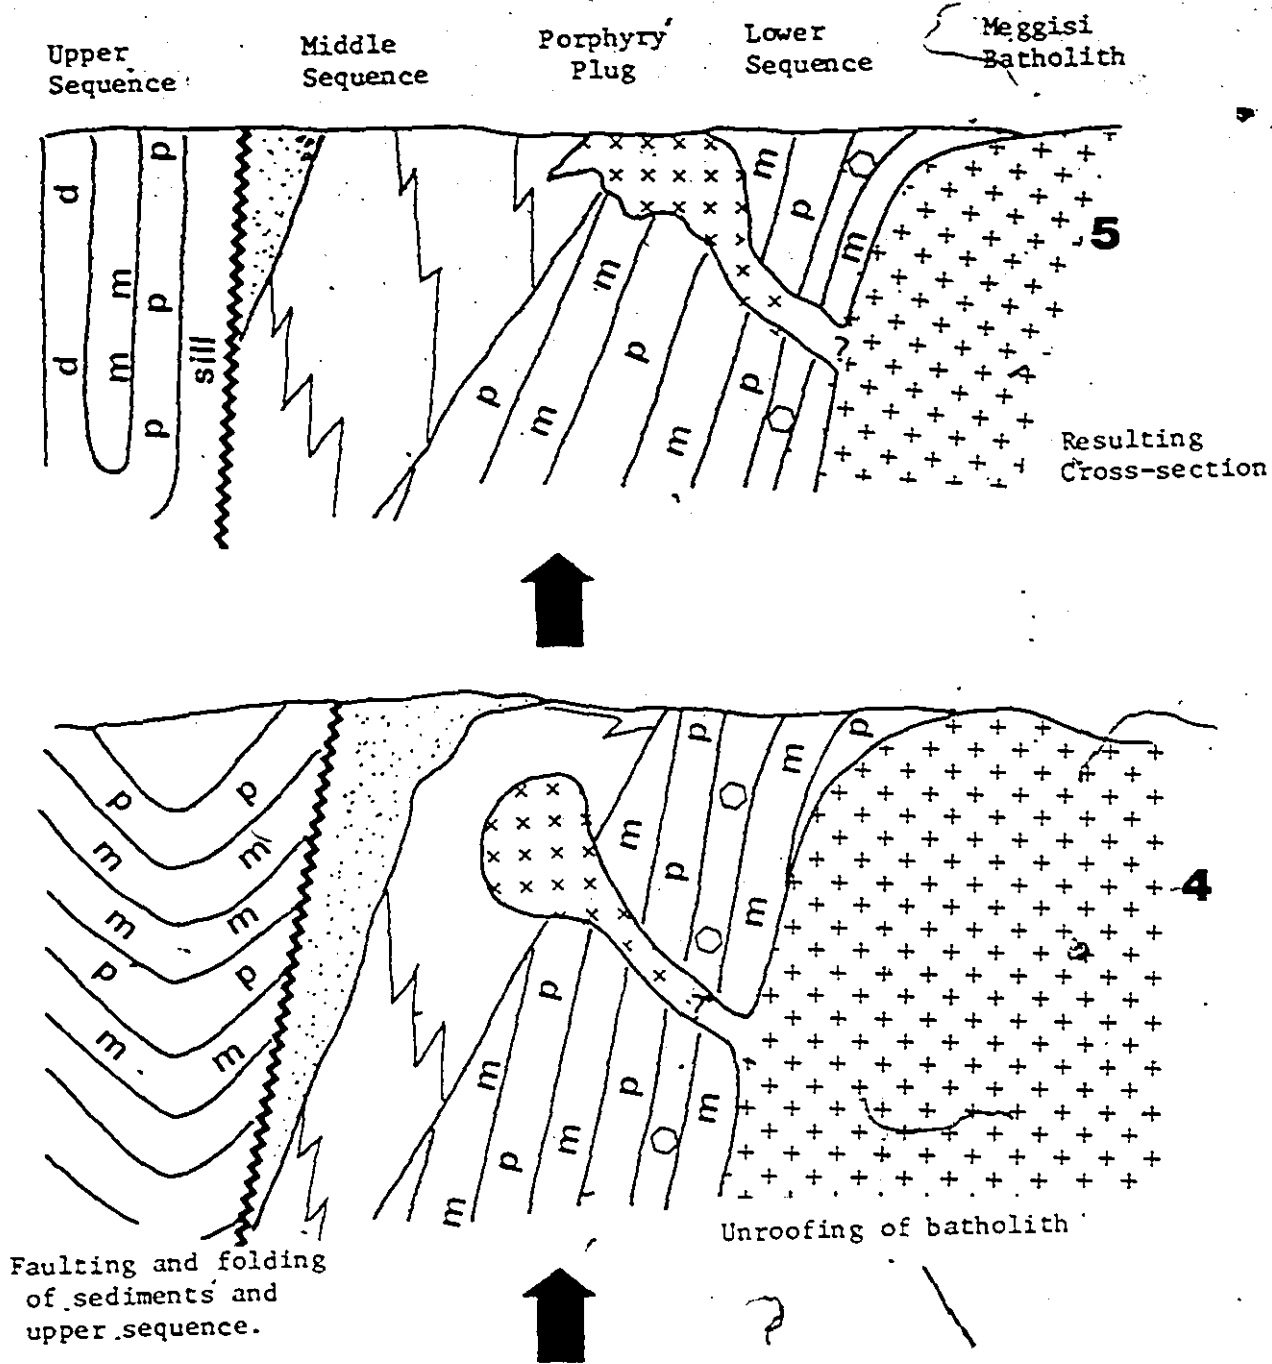 Upper
Sequence
Middle
Sequence
Porphyry
Plug
Lower
Sequence
Meggisi
Batholith
d
d
m
m
p
p
p
sill
p
m
m
p
m
p
m
p
m
5
?
Resulting
Cross-section
p
p
m
m
m
m
p
p
m
m
m
p
m
p
m
p
m
p
p
m
m
p
m
?
4
Unroofing of batholith
Faulting and folding
of sediments and
upper sequence.
?